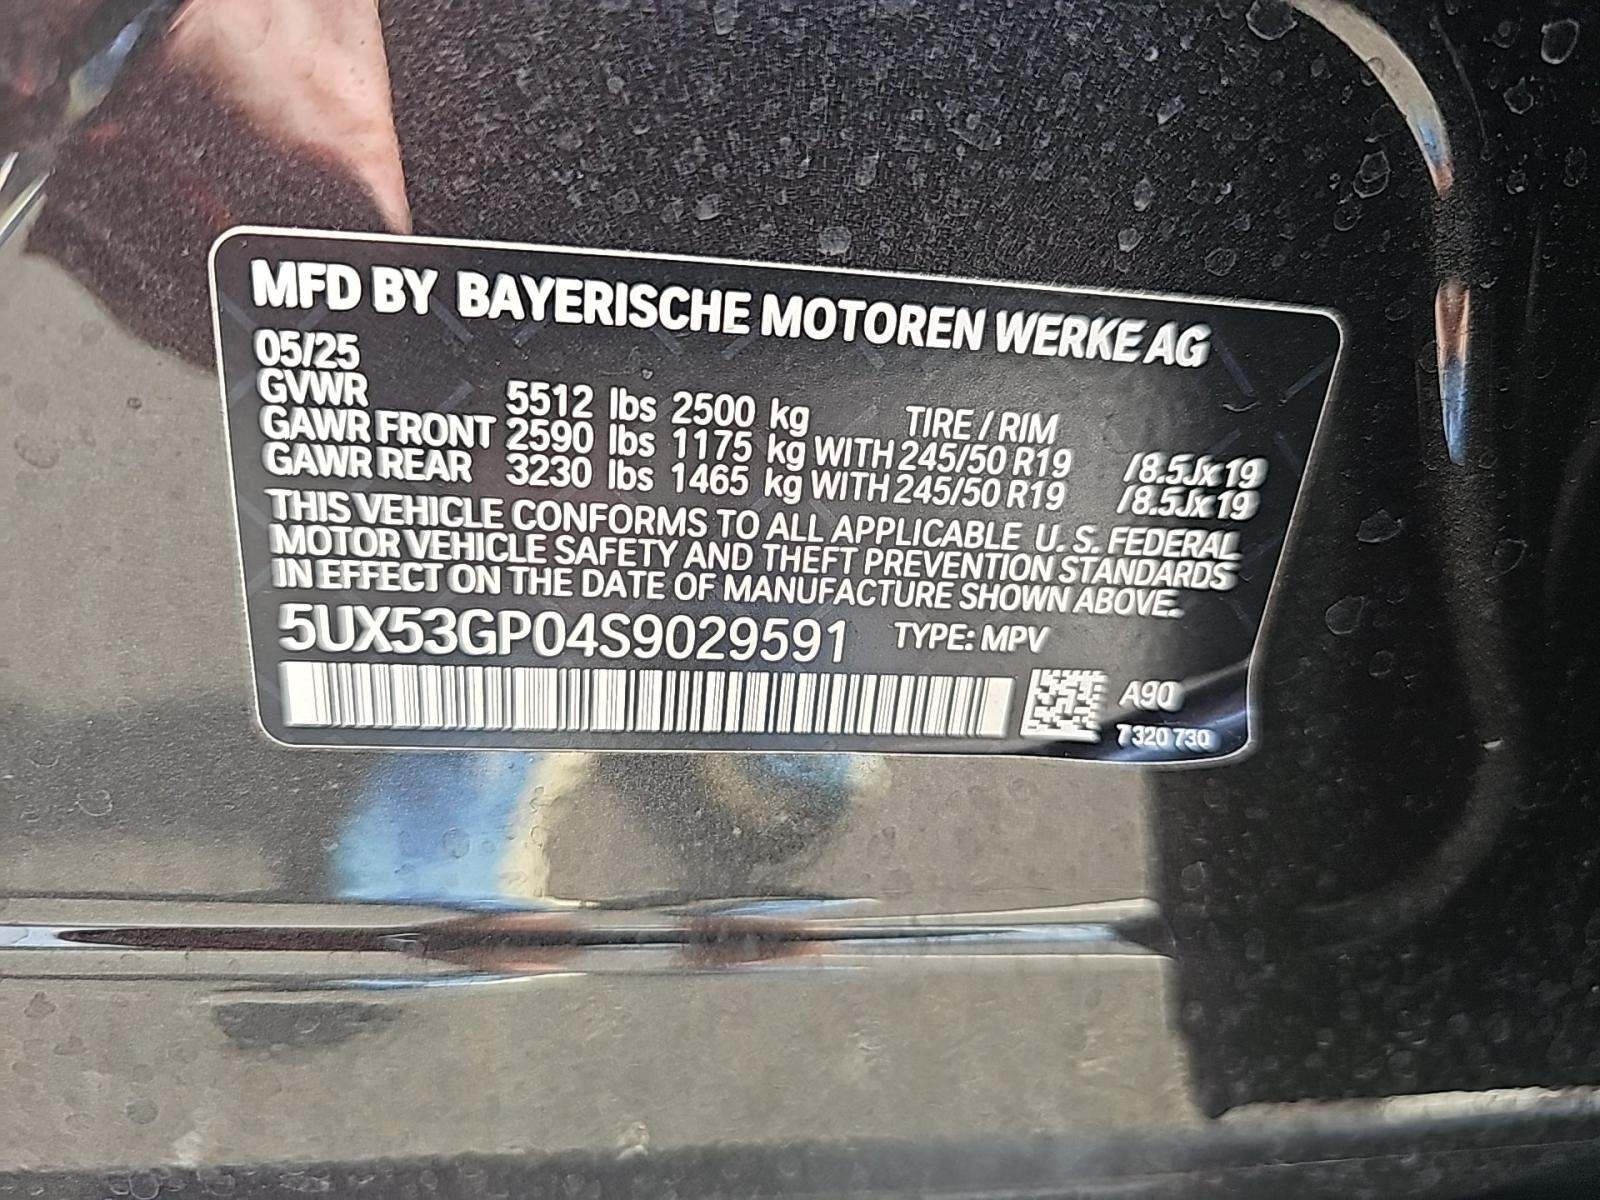 MFD BY BAYERISCHE MOTOREN WERKE AG
05/25
GVWR 5512 lbs 2500 kg TIRE / RIM
GAWR FRONT 2590 lbs 1175 kg WITH 245/50 R19 /8.5Jx19
GAWR REAR 3230 lbs 1465 kg WITH 245/50 R19 /8.5Jx19
THIS VEHICLE CONFORMS TO ALL APPLICABLE U. S. FEDERAL
MOTOR VEHICLE SAFETY AND THEFT PREVENTION STANDARDS
IN EFFECT ON THE DATE OF MANUFACTURE SHOWN ABOVE.
5UX53GP04S9029591 TYPE: MPV
A90
7 320 730